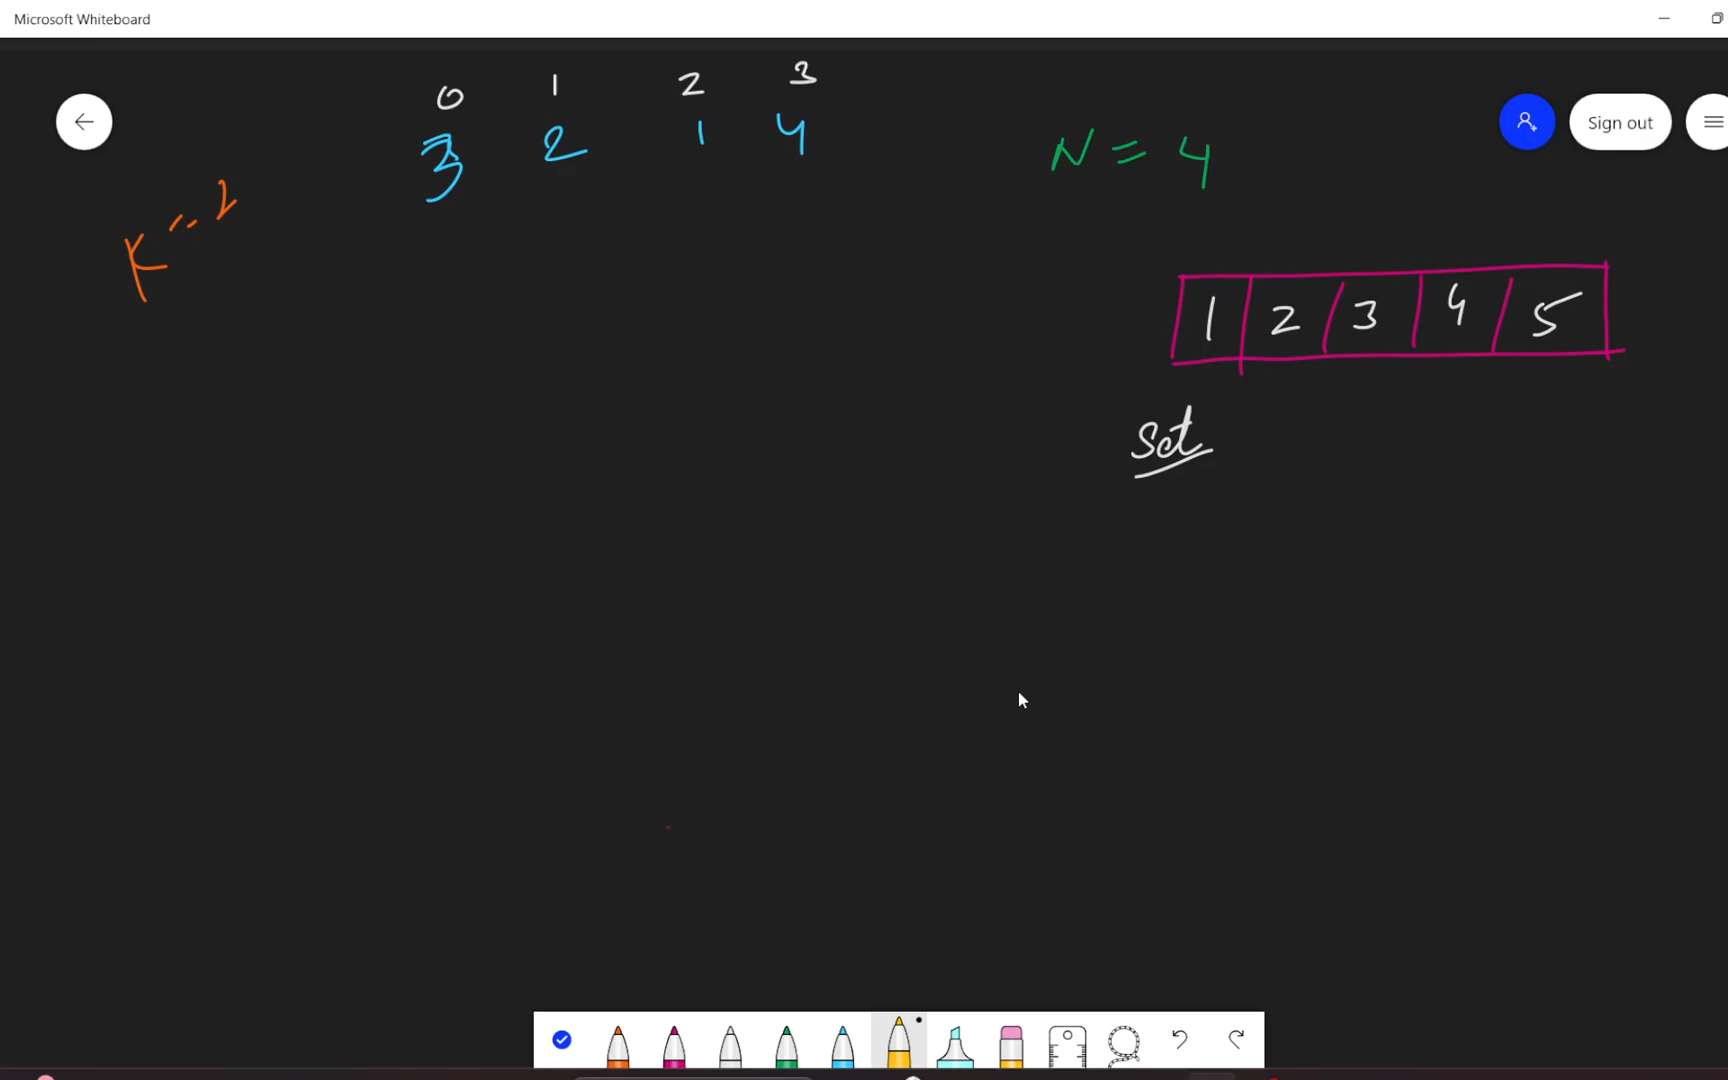 Microsoft Whiteboard
0 1 2 3
3 2 1 4
N = 4
Sign out
K = 2
1 2 3 4 5
Set